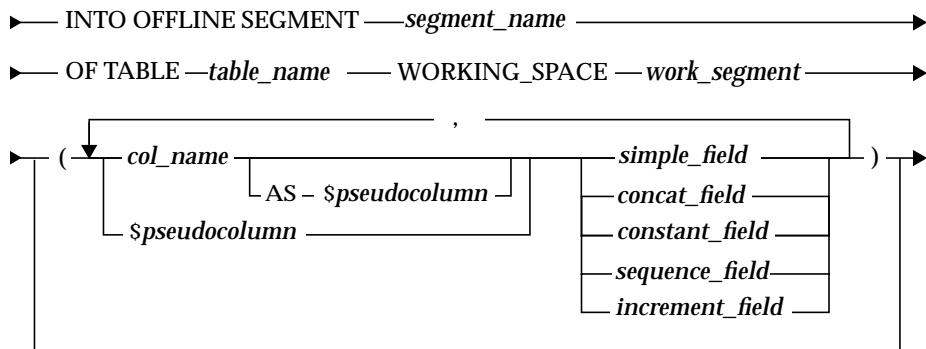 INTO OFFLINE SEGMENT segment_name
OF TABLE table_name WORKING_SPACE work_segment
,
( col_name simple_field )
AS $pseudocolumn concat_field
$pseudocolumn constant_field
sequence_field
increment_field